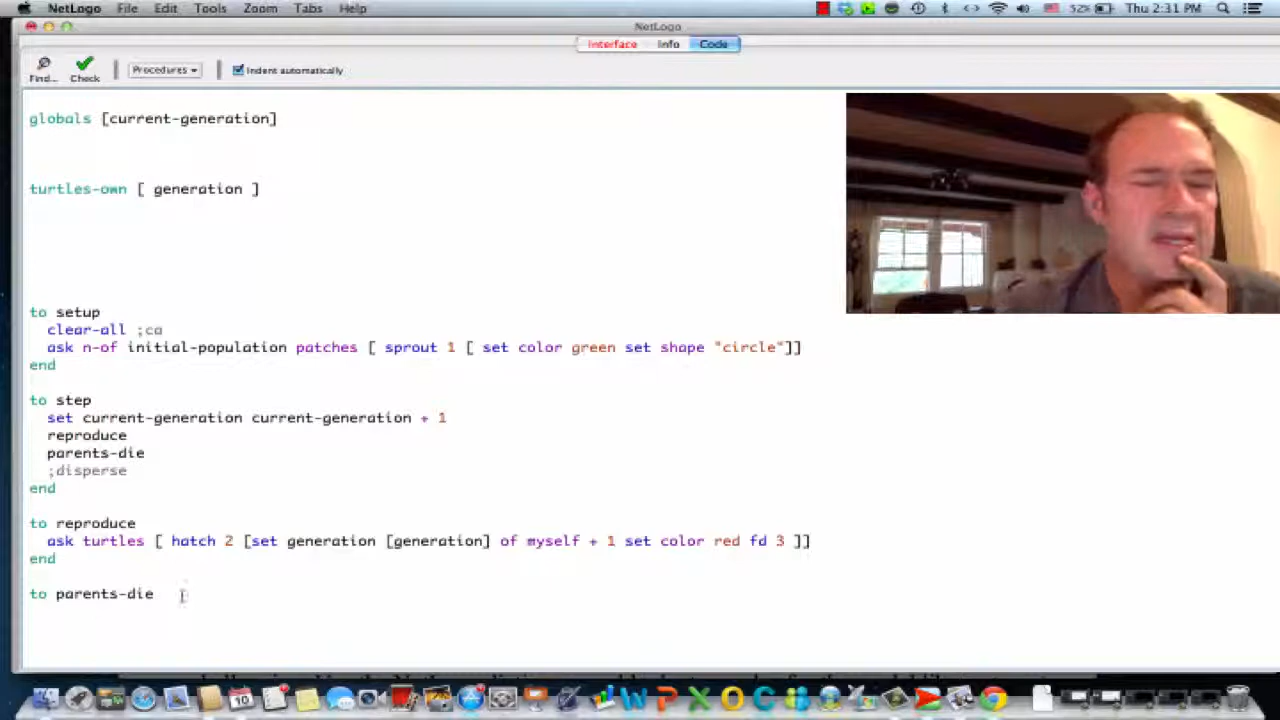 NetLogo File Edit Tools Zoom Tabs Help 52% Thu 2:31 PM
NetLogo
Interface Info Code
Find... Check Procedures Indent automatically
globals [current-generation]
turtles-own [ generation ]
to setup
clear-all ;ca
ask n-of initial-population patches [ sprout 1 [ set color green set shape "circle"]]
end
to step
set current-generation current-generation + 1
reproduce
parents-die
;disperse
end
to reproduce
ask turtles [ hatch 2 [set generation [generation] of myself + 1 set color red fd 3 ]]
end
to parents-die